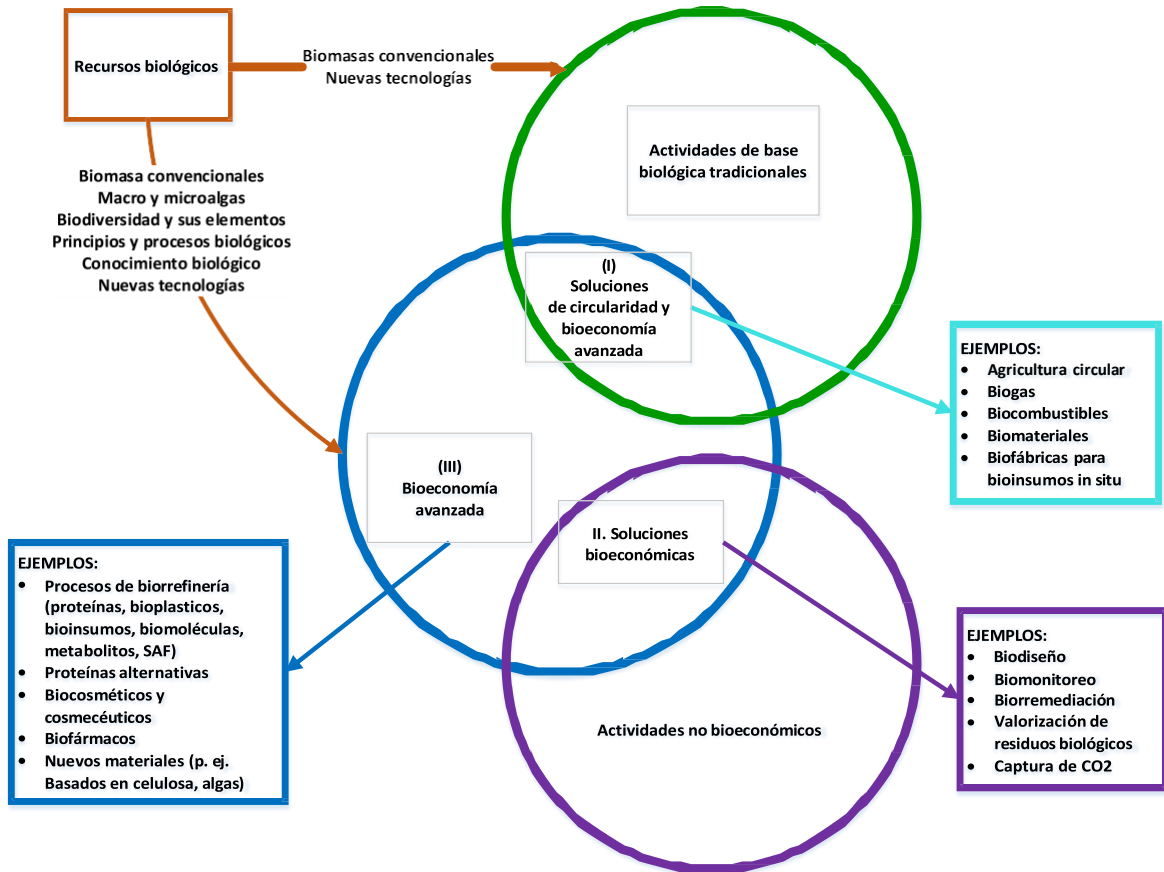 Recursos biológicos
Biomasas convencionales
Nuevas tecnologías
Actividades de base
biológica tradicionales
Biomasa convencionales
Macro y microalgas
Biodiversidad y sus elementos
Principios y procesos biológicos
Conocimiento biológico
Nuevas tecnologías
(I)
Soluciones
de circularidad y
bioeconomía
avanzada
EJEMPLOS:
• Agricultura circular
• Biogas
• Biocombustibles
• Biomateriales
• Biofábricas para
bioinsumos in situ
(III)
Bioeconomía
avanzada
II. Soluciones
bioeconómicas
EJEMPLOS:
• Procesos de biorrefinería
(proteínas, bioplasticos,
bioinsumos, biomoléculas,
metabolitos, SAF)
• Proteínas alternativas
• Biocosméticos y
cosmecéuticos
• Biofármacos
• Nuevos materiales (p. ej.
Basados en celulosa, algas)
EJEMPLOS:
• Biodiseño
• Biomonitoreo
• Biorremediación
• Valorización de
residuos biológicos
• Captura de CO2
Actividades no bioeconómicos